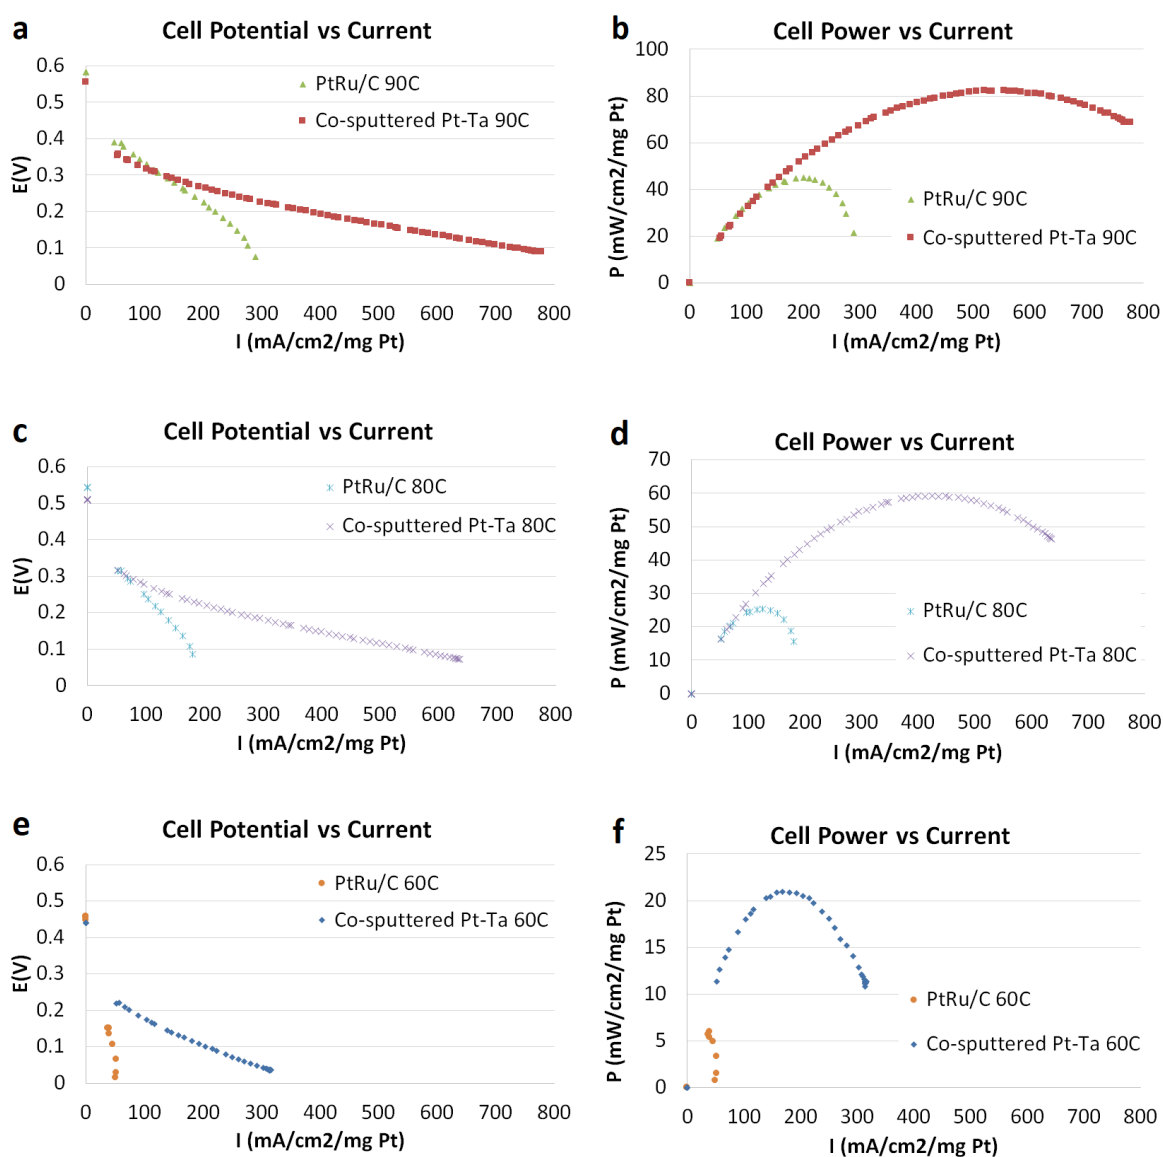 a
Cell Potential vs Current
0.6
0.5
0.4
0.3
0.2
0.1
0
E(V)
PtRu/C 90C
Co-sputtered Pt-Ta 90C
0 100 200 300 400 500 600 700 800
I (mA/cm2/mg Pt)
b
Cell Power vs Current
100
80
60
40
20
0
P (mW/cm2/mg Pt)
PtRu/C 90C
Co-sputtered Pt-Ta 90C
0 100 200 300 400 500 600 700 800
I (mA/cm2/mg Pt)
c
Cell Potential vs Current
0.6
0.5
0.4
0.3
0.2
0.1
0
E(V)
PtRu/C 80C
Co-sputtered Pt-Ta 80C
0 100 200 300 400 500 600 700 800
I (mA/cm2/mg Pt)
d
Cell Power vs Current
70
60
50
40
30
20
10
0
P (mW/cm2/mg Pt)
PtRu/C 80C
Co-sputtered Pt-Ta 80C
0 100 200 300 400 500 600 700 800
I (mA/cm2/mg Pt)
e
Cell Potential vs Current
0.6
0.5
0.4
0.3
0.2
0.1
0
E(V)
PtRu/C 60C
Co-sputtered Pt-Ta 60C
0 100 200 300 400 500 600 700 800
I (mA/cm2/mg Pt)
f
Cell Power vs Current
25
20
15
10
5
0
P (mW/cm2/mg Pt)
PtRu/C 60C
Co-sputtered Pt-Ta 60C
0 100 200 300 400 500 600 700 800
I (mA/cm2/mg Pt)